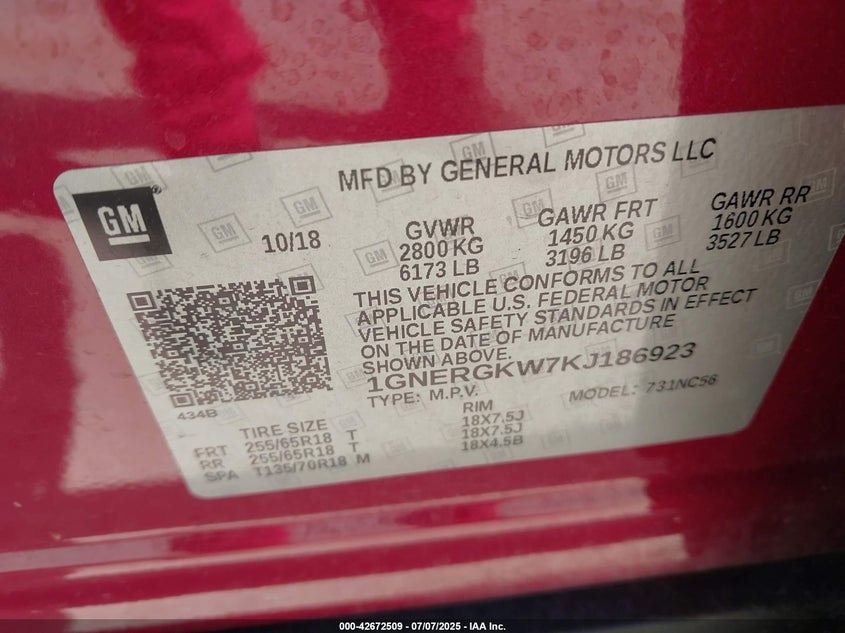 MFD BY GENERAL MOTORS LLC
GM
10/18
GVWR
2800 KG
6173 LB
GAWR FRT
1450 KG
3196 LB
GAWR RR
1600 KG
3527 LB
THIS VEHICLE CONFORMS TO ALL
APPLICABLE U.S. FEDERAL MOTOR
VEHICLE SAFETY STANDARDS IN EFFECT
ON THE DATE OF MANUFACTURE
SHOWN ABOVE.
1GNERGKW7KJ186923
TYPE: M.P.V. MODEL: 731NC56
434B
TIRE SIZE RIM
FRT 255/65R18 T 18X7.5J
RR 255/65R18 T 18X7.5J
SPA T135/70R18 M 18X4.5B
000-42672509 - 07/07/2025 - IAA Inc.